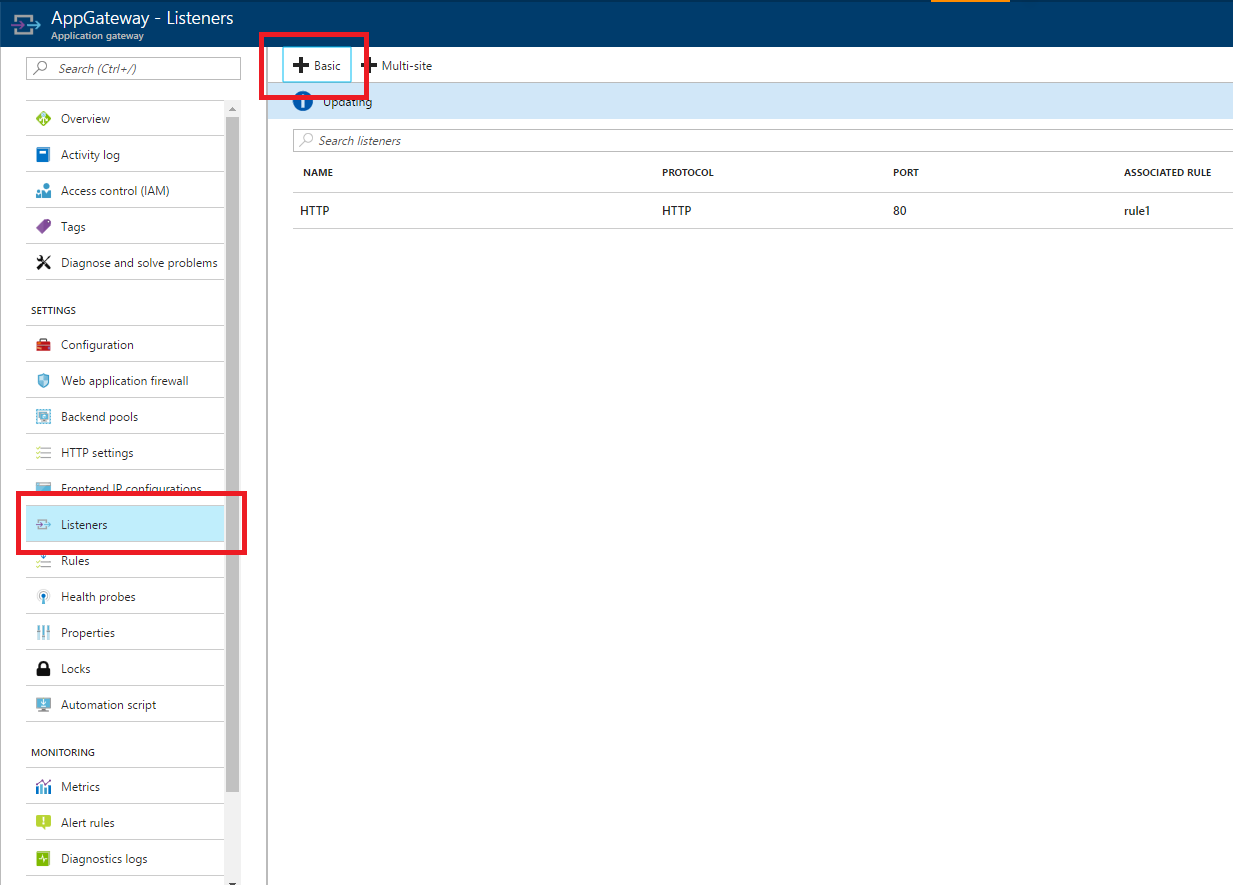 AppGateway - Listeners
Application gateway
Search (Ctrl+/)
Overview
Activity log
Access control (IAM)
Tags
Diagnose and solve problems
SETTINGS
Configuration
Web application firewall
Backend pools
HTTP settings
Frontend IP configurations
Listeners
Rules
Health probes
Properties
Locks
Automation script
MONITORING
Metrics
Alert rules
Diagnostics logs
Basic Multi-site
Updating
Search listeners
NAME PROTOCOL PORT ASSOCIATED RULE
HTTP HTTP 80 rule1